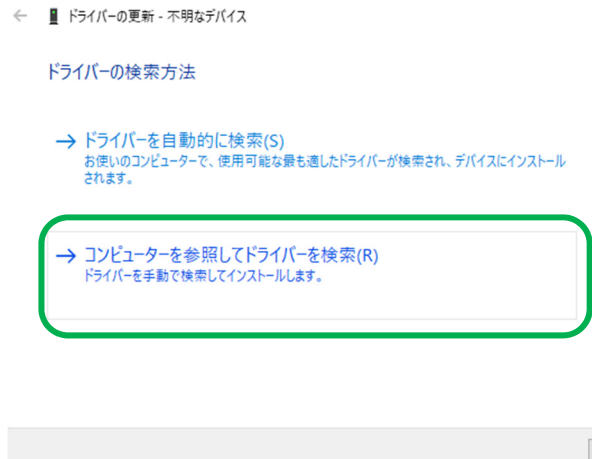 ドライバーの更新 - 不明なデバイス
ドライバーの検索方法
→ ドライバーを自動的に検索(S)
お使いのコンピューターで、使用可能な最も適したドライバーが検索され、デバイスにインストール
されます。
→ コンピューターを参照してドライバーを検索(R)
ドライバーを手動で検索してインストールします。